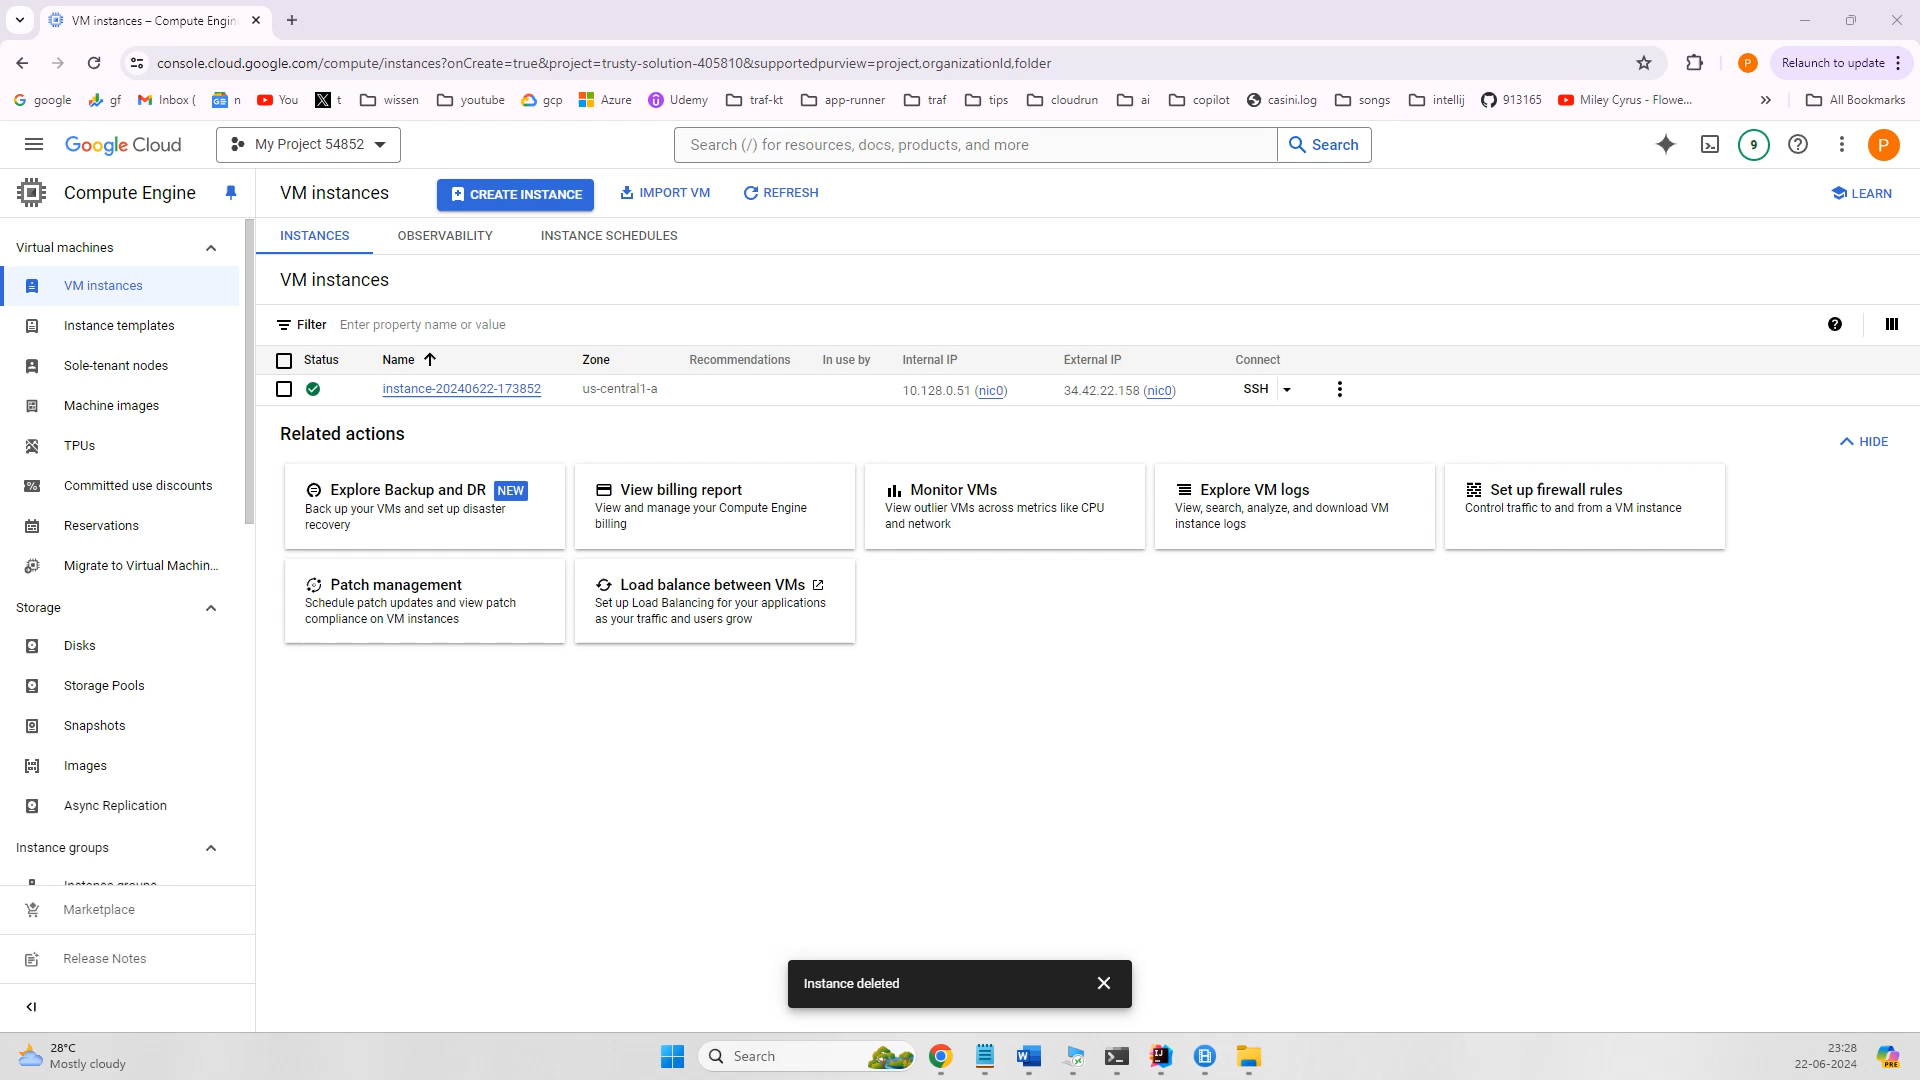 VM instances – Compute Engin
console.cloud.google.com/compute/instances?onCreate=true&project=trusty-solution-405810&supportedpurview=project,organizationId,folder
Relaunch to update
google
gf
Inbox (
n
You
t
wissen
youtube
gcp
Azure
Udemy
traf-kt
app-runner
traf
tips
cloudrun
ai
copilot
casini.log
songs
intellij
913165
Miley Cyrus - Flowe...
All Bookmarks
Google Cloud
My Project 54852
Search (/) for resources, docs, products, and more
Search
9
P
Compute Engine
VM instances
CREATE INSTANCE
IMPORT VM
REFRESH
LEARN
Virtual machines
VM instances
Instance templates
Sole-tenant nodes
Machine images
TPUs
Committed use discounts
Reservations
Migrate to Virtual Machin...
Storage
Disks
Storage Pools
Snapshots
Images
Async Replication
Instance groups
Instance groups
Marketplace
Release Notes
INSTANCES
OBSERVABILITY
INSTANCE SCHEDULES
VM instances
Filter
Enter property name or value
Status
Name
Zone
Recommendations
In use by
Internal IP
External IP
Connect
instance-20240622-173852
us-central1-a
10.128.0.51 (nic0)
34.42.22.158 (nic0)
SSH
Related actions
HIDE
Explore Backup and DR NEW
Back up your VMs and set up disaster
recovery
View billing report
View and manage your Compute Engine
billing
Monitor VMs
View outlier VMs across metrics like CPU
and network
Explore VM logs
View, search, analyze, and download VM
instance logs
Set up firewall rules
Control traffic to and from a VM instance
Patch management
Schedule patch updates and view patch
compliance on VM instances
Load balance between VMs
Set up Load Balancing for your applications
as your traffic and users grow
Instance deleted
28°C
Mostly cloudy
Search
23:28
22-06-2024